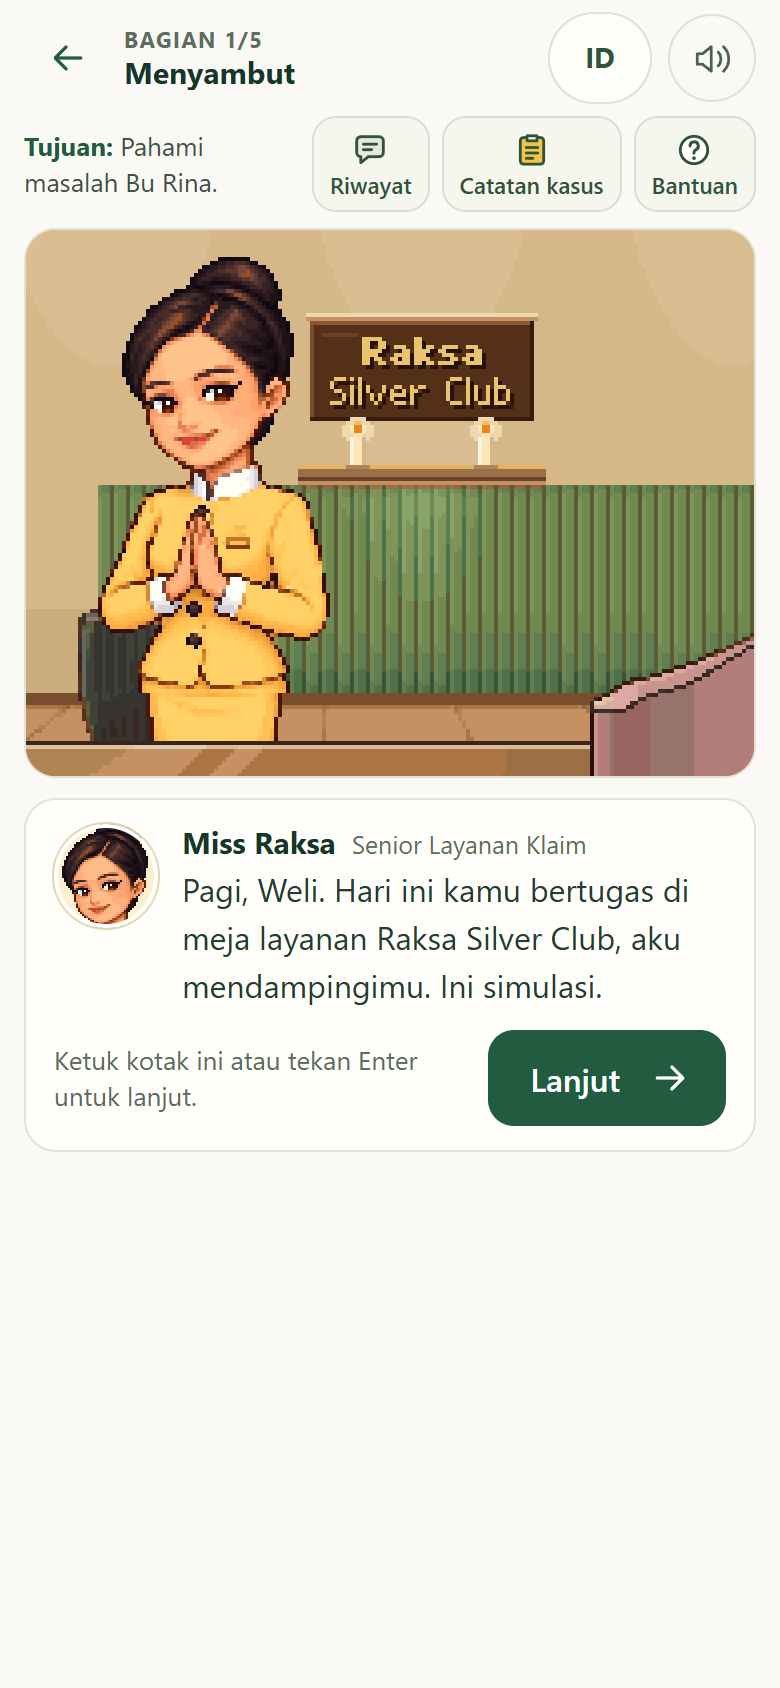 BAGIAN 1/5
Menyambut
ID
Tujuan: Pahami
masalah Bu Rina.
Riwayat
Catatan kasus
Bantuan
Raksa
Silver Club
Miss Raksa Senior Layanan Klaim
Pagi, Weli. Hari ini kamu bertugas di
meja layanan Raksa Silver Club, aku
mendampingimu. Ini simulasi.
Ketuk kotak ini atau tekan Enter
untuk lanjut.
Lanjut